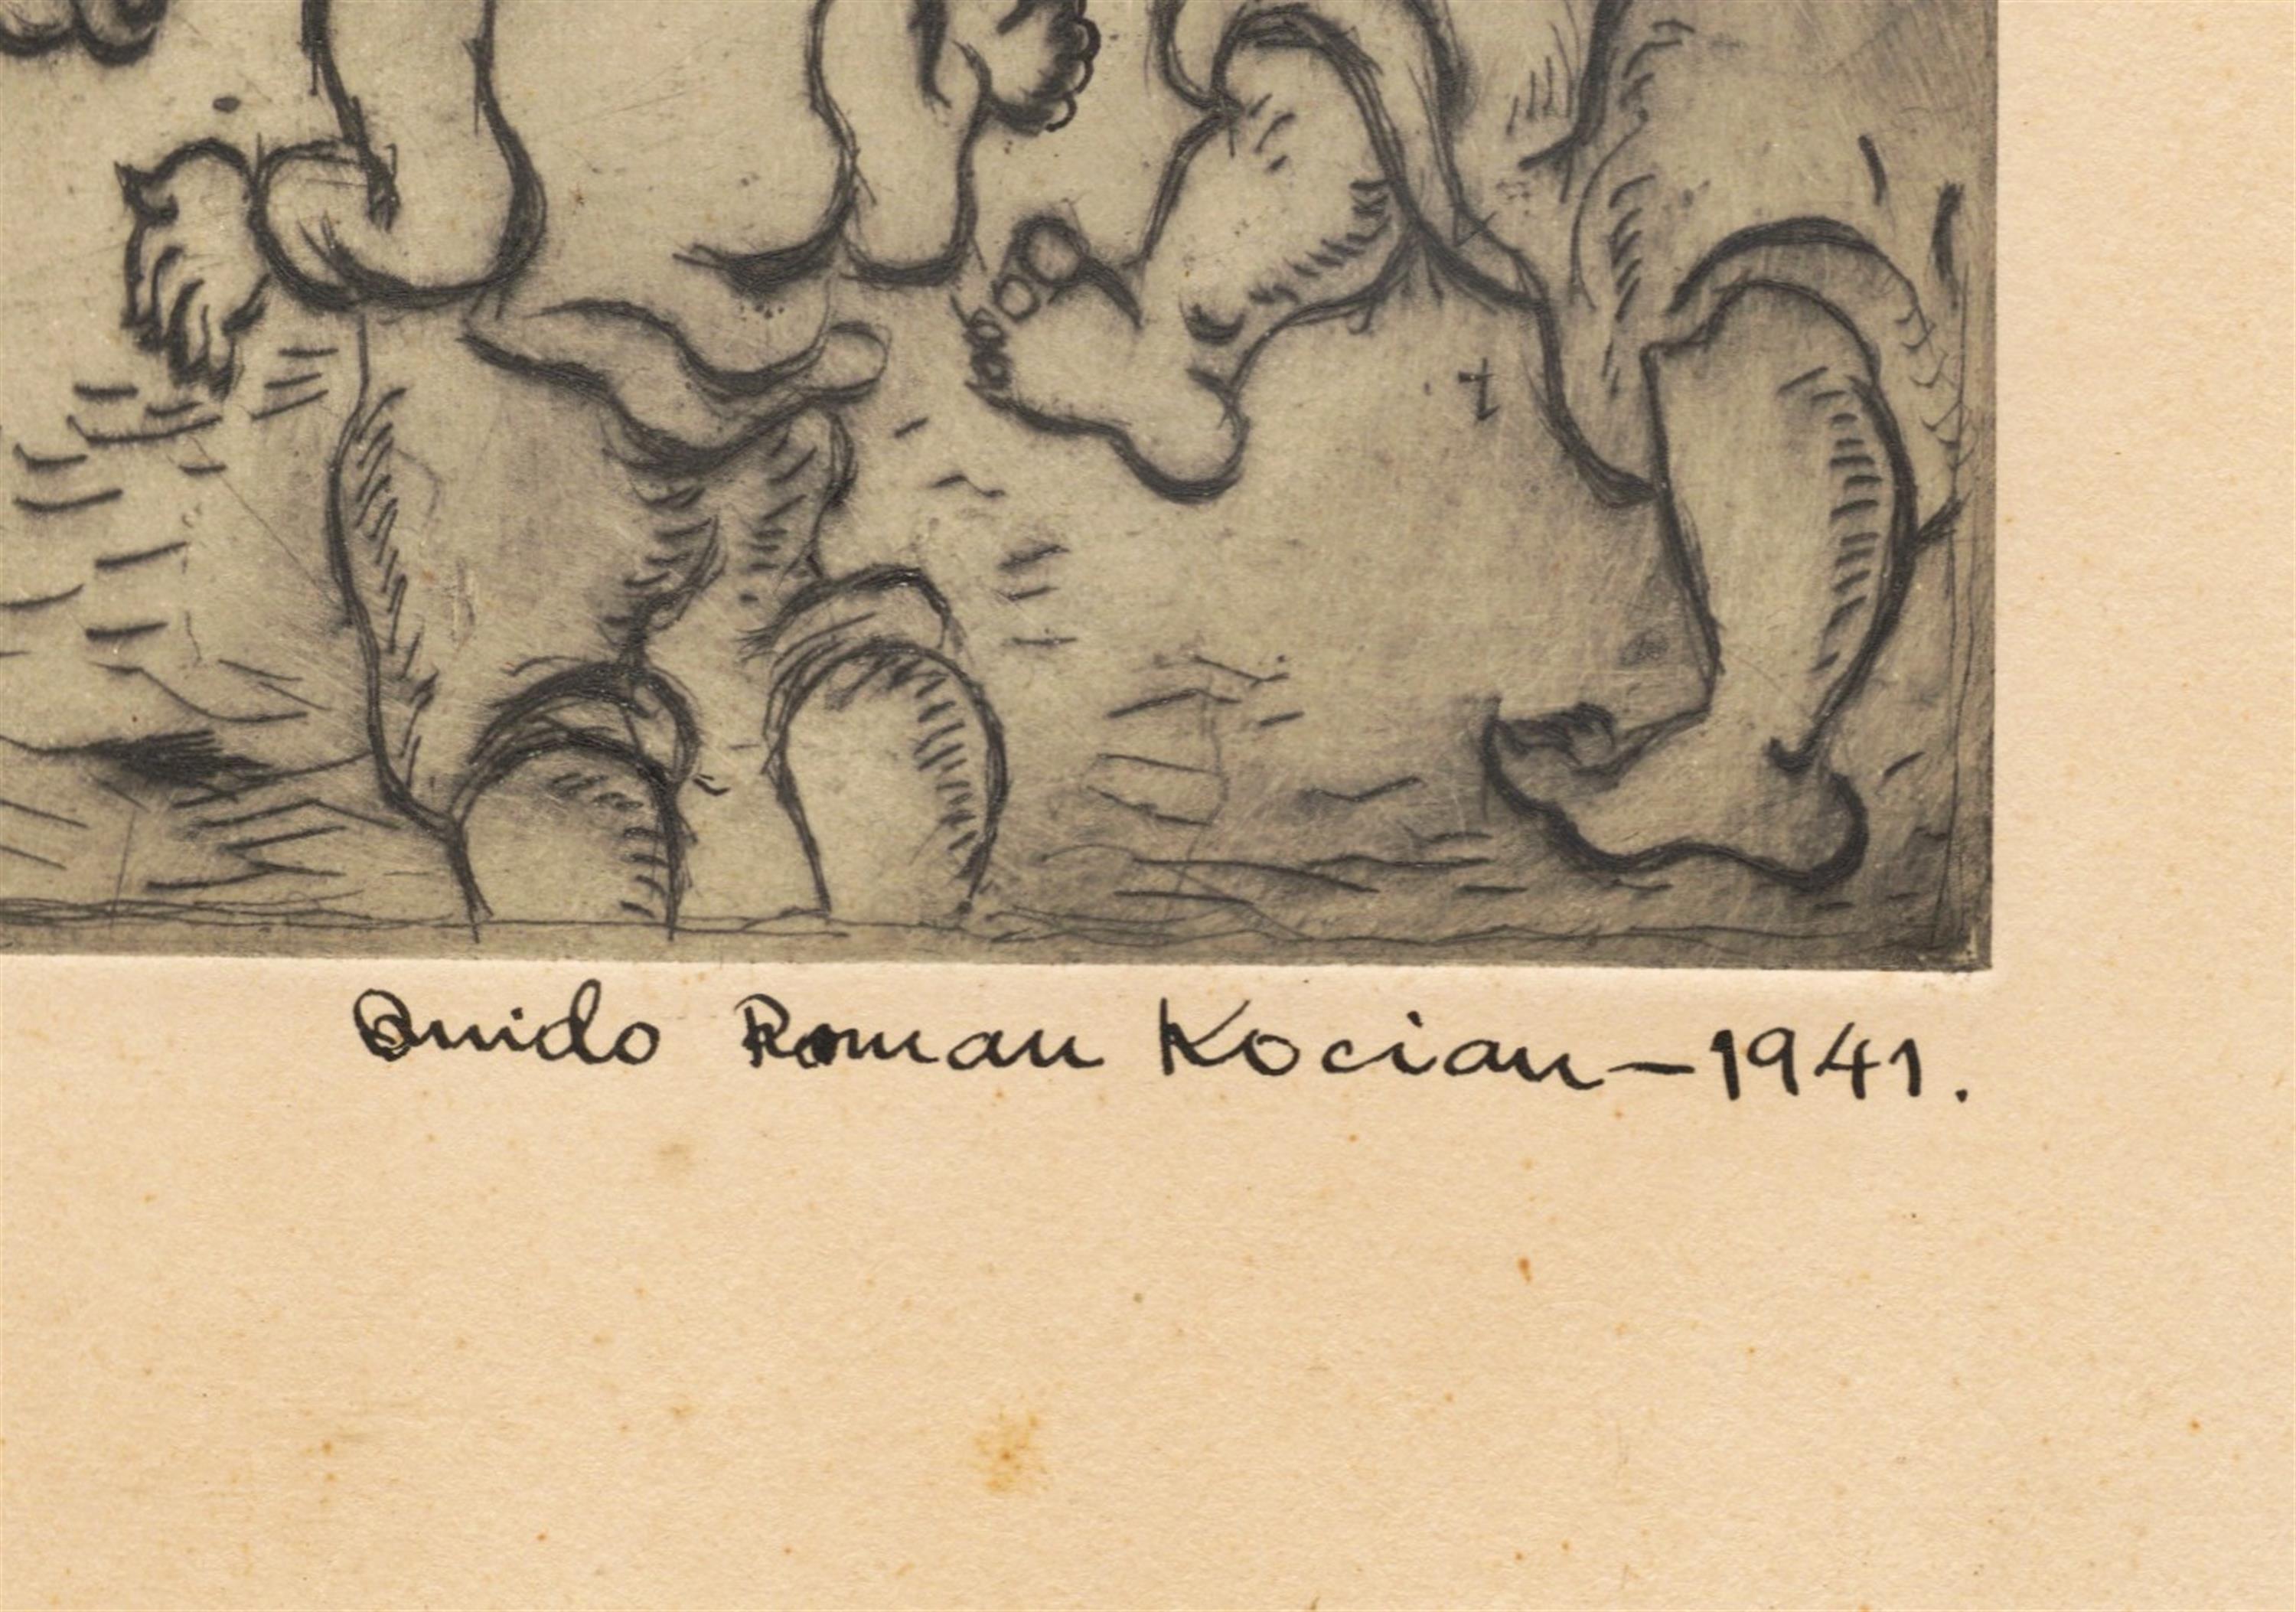 Guido Roman Kocian – 1941.